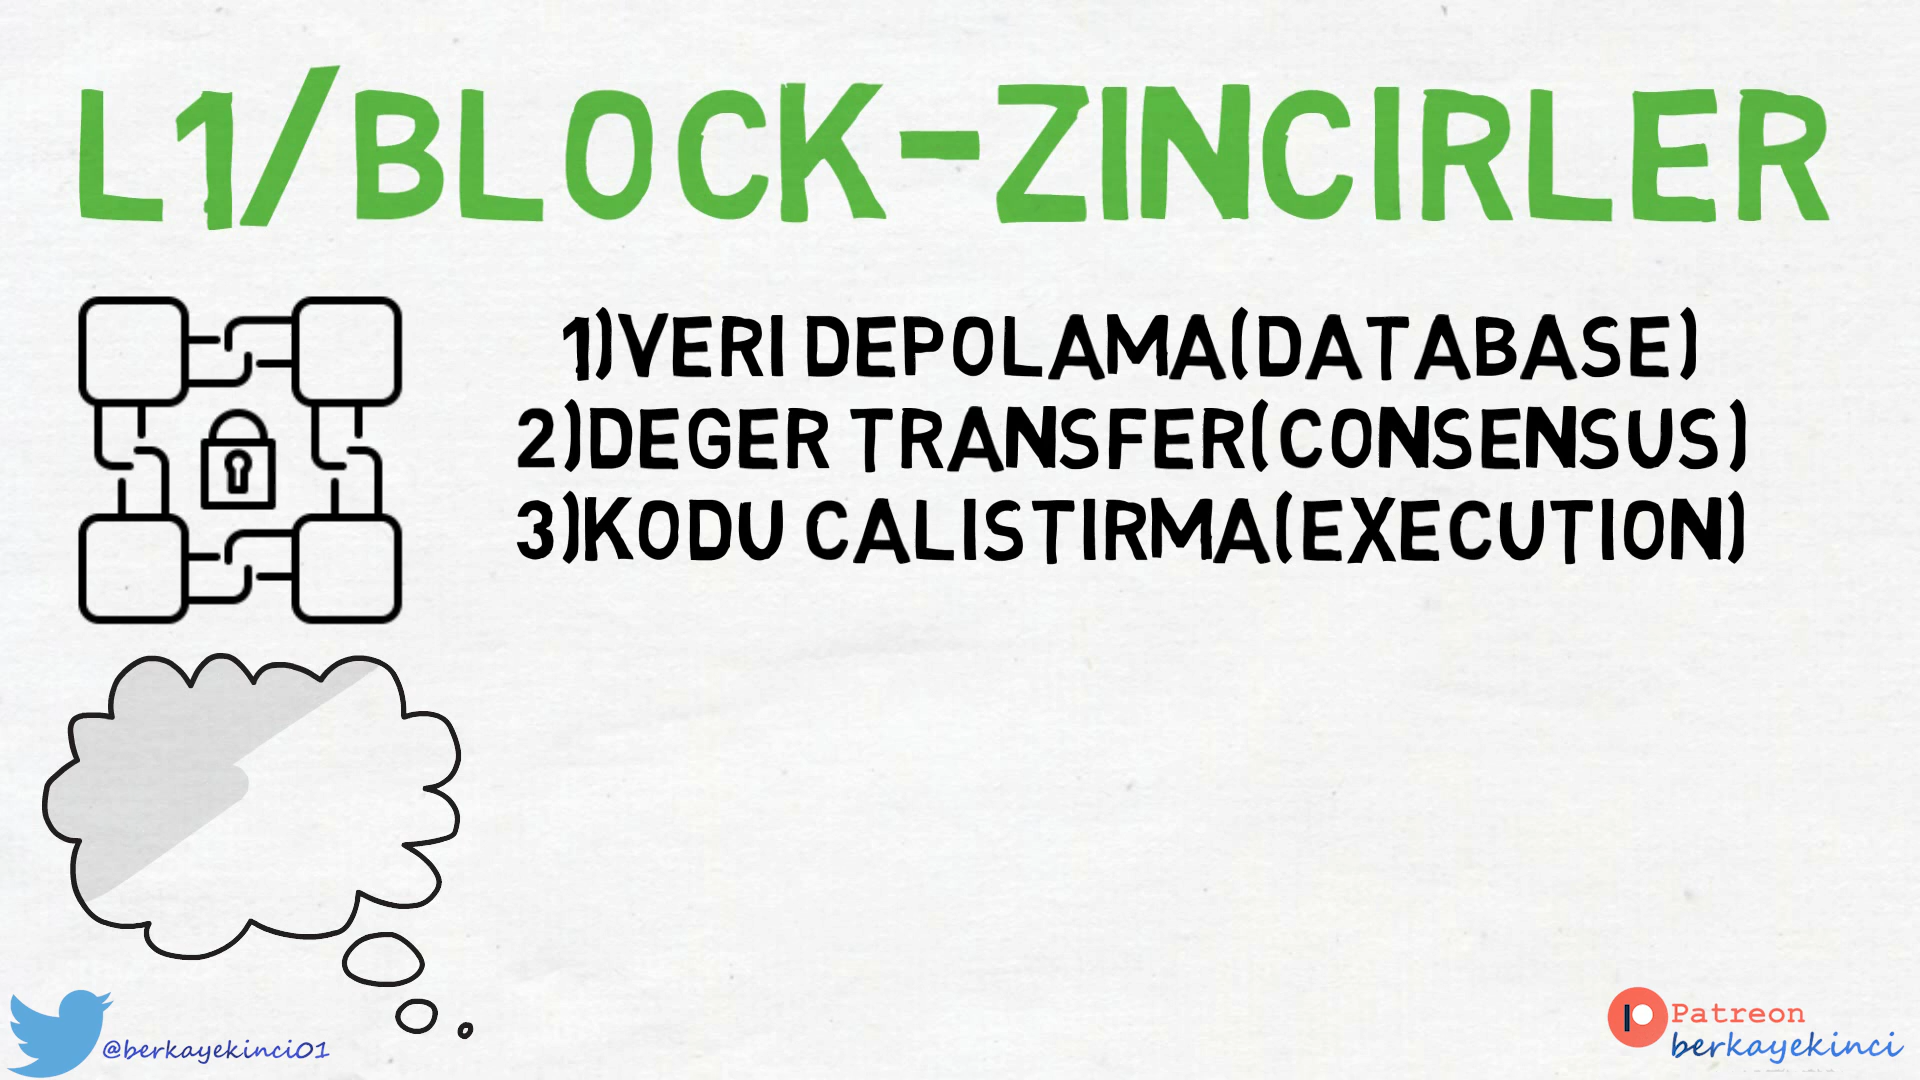 L1/BLOCK-ZINCIRLER
1)VERI DEPOLAMA(DATABASE)
2)DEGER TRANSFER(CONSENSUS)
3)KODU CALISTIRMA(EXECUTION)
@berkayekinci01
Patreon
berkayekinci